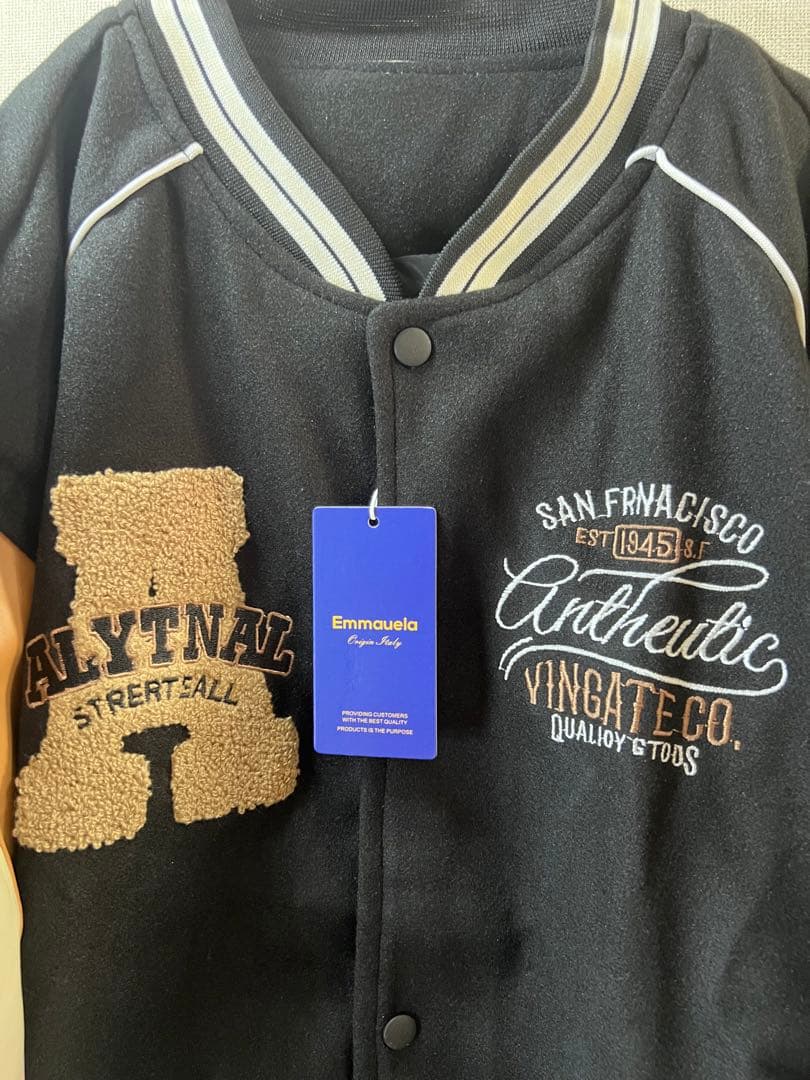 ALYTNAL
STRERTSALL
Emmauela
Origin Italy
PROVIDING CUSTOMERS
WITH THE BEST QUALITY
PRODUCTS IS THE PURPOSE
SAN.FRNACISCO
EST 1945 S.F
Antheutic
VINGATE CO.
QUALIOY GTODS